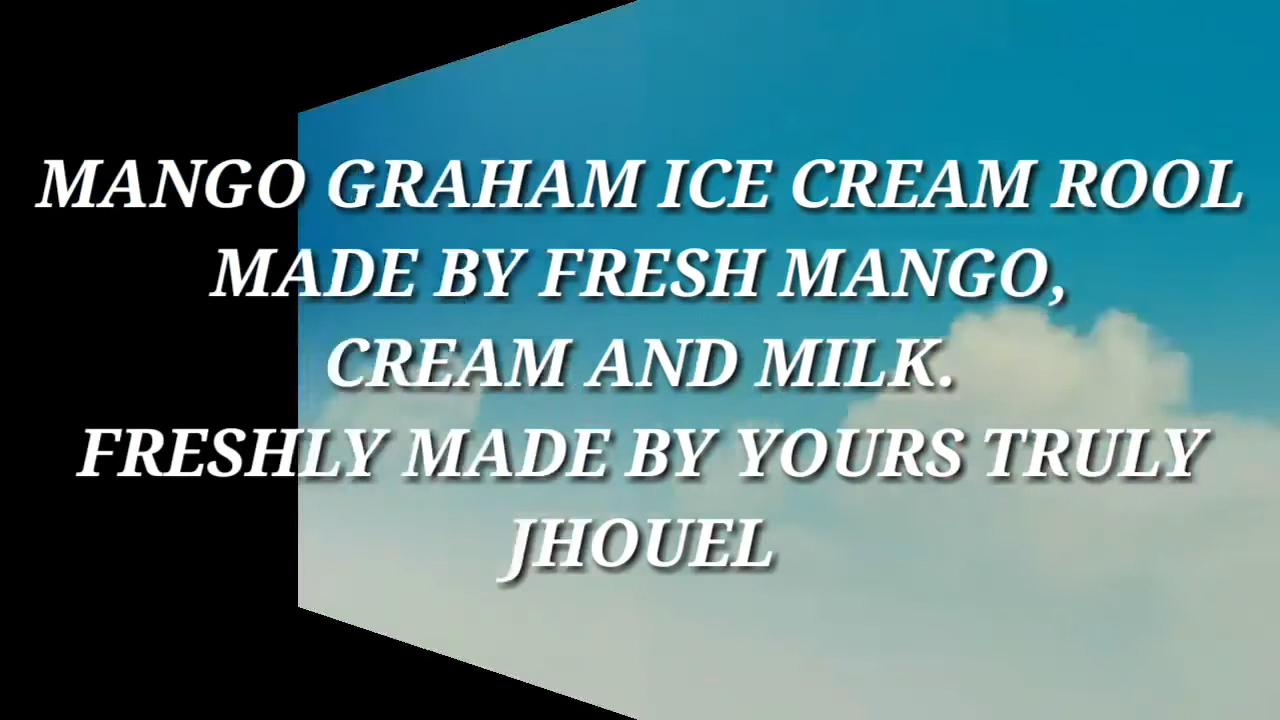 MANGO GRAHAM ICE CREAM ROOL
MADE BY FRESH MANGO,
CREAM AND MILK.
FRESHLY MADE BY YOURS TRULY
JHOUEL